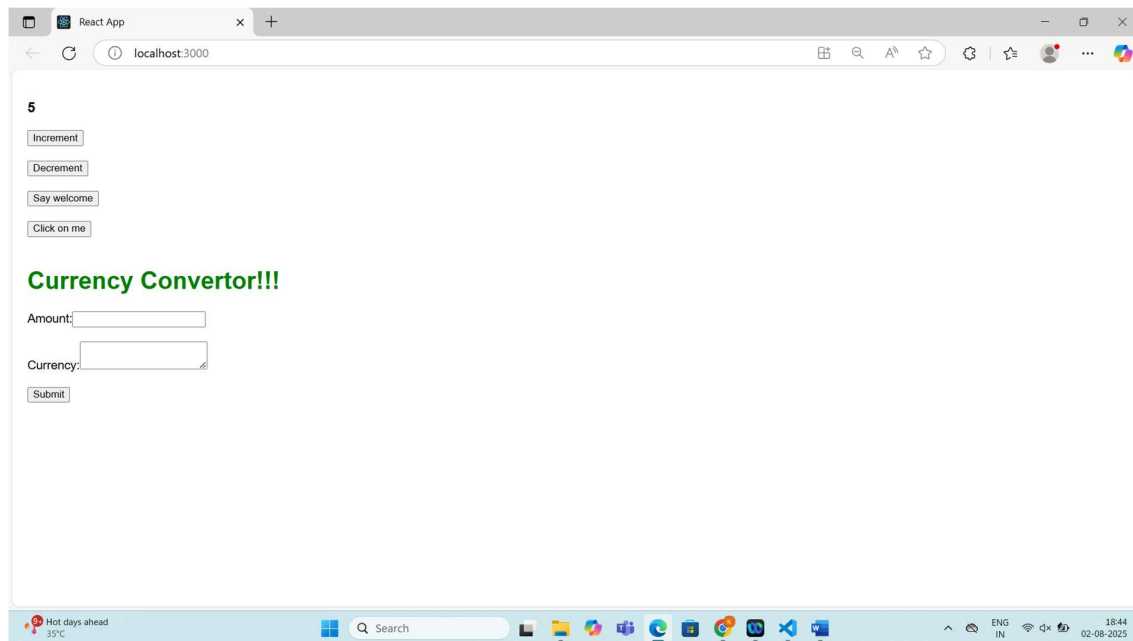 React App
localhost:3000
5
Increment
Decrement
Say welcome
Click on me
Currency Convertor!!!
Amount:
Currency:
Submit
9+
Hot days ahead
35°C
Search
ENG
IN
18:44
02-08-2025